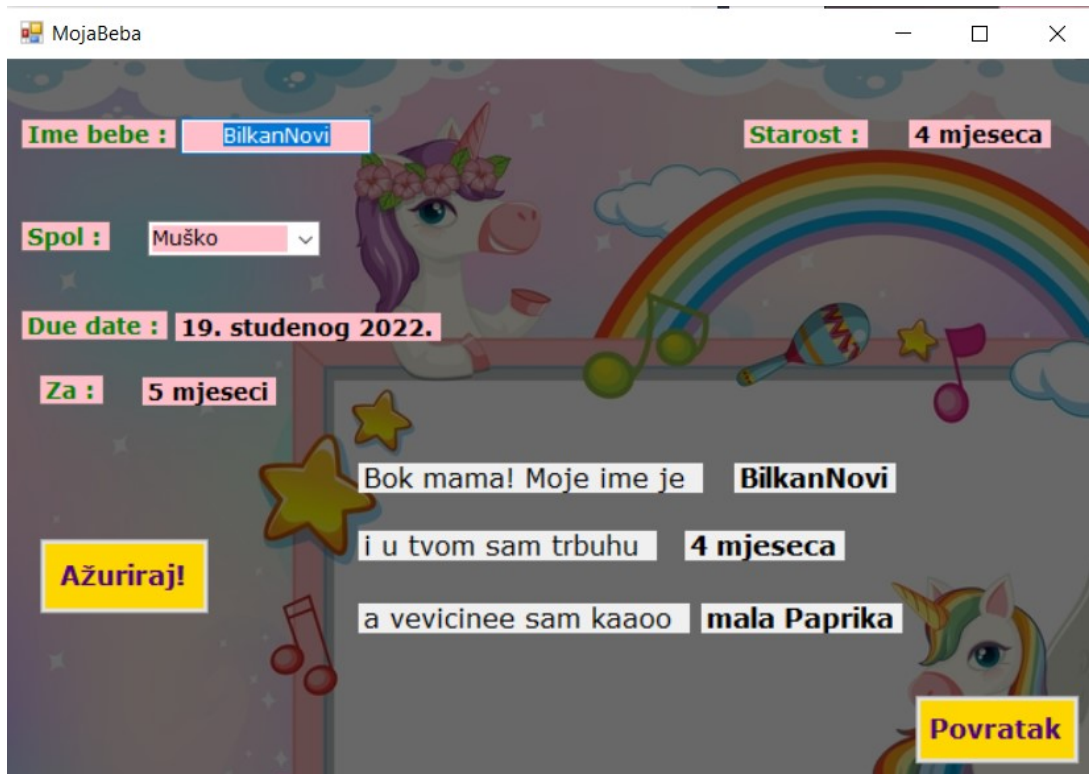 MojaBeba
Ime bebe : BilkanNovi Starost : 4 mjeseca
Spol : Muško
Due date : 19. studenog 2022.
Za : 5 mjeseci
Bok mama! Moje ime je BilkanNovi
i u tvom sam trbuhu 4 mjeseca
Ažuriraj!
a vevicinee sam kaaoo mala Paprika
Povratak